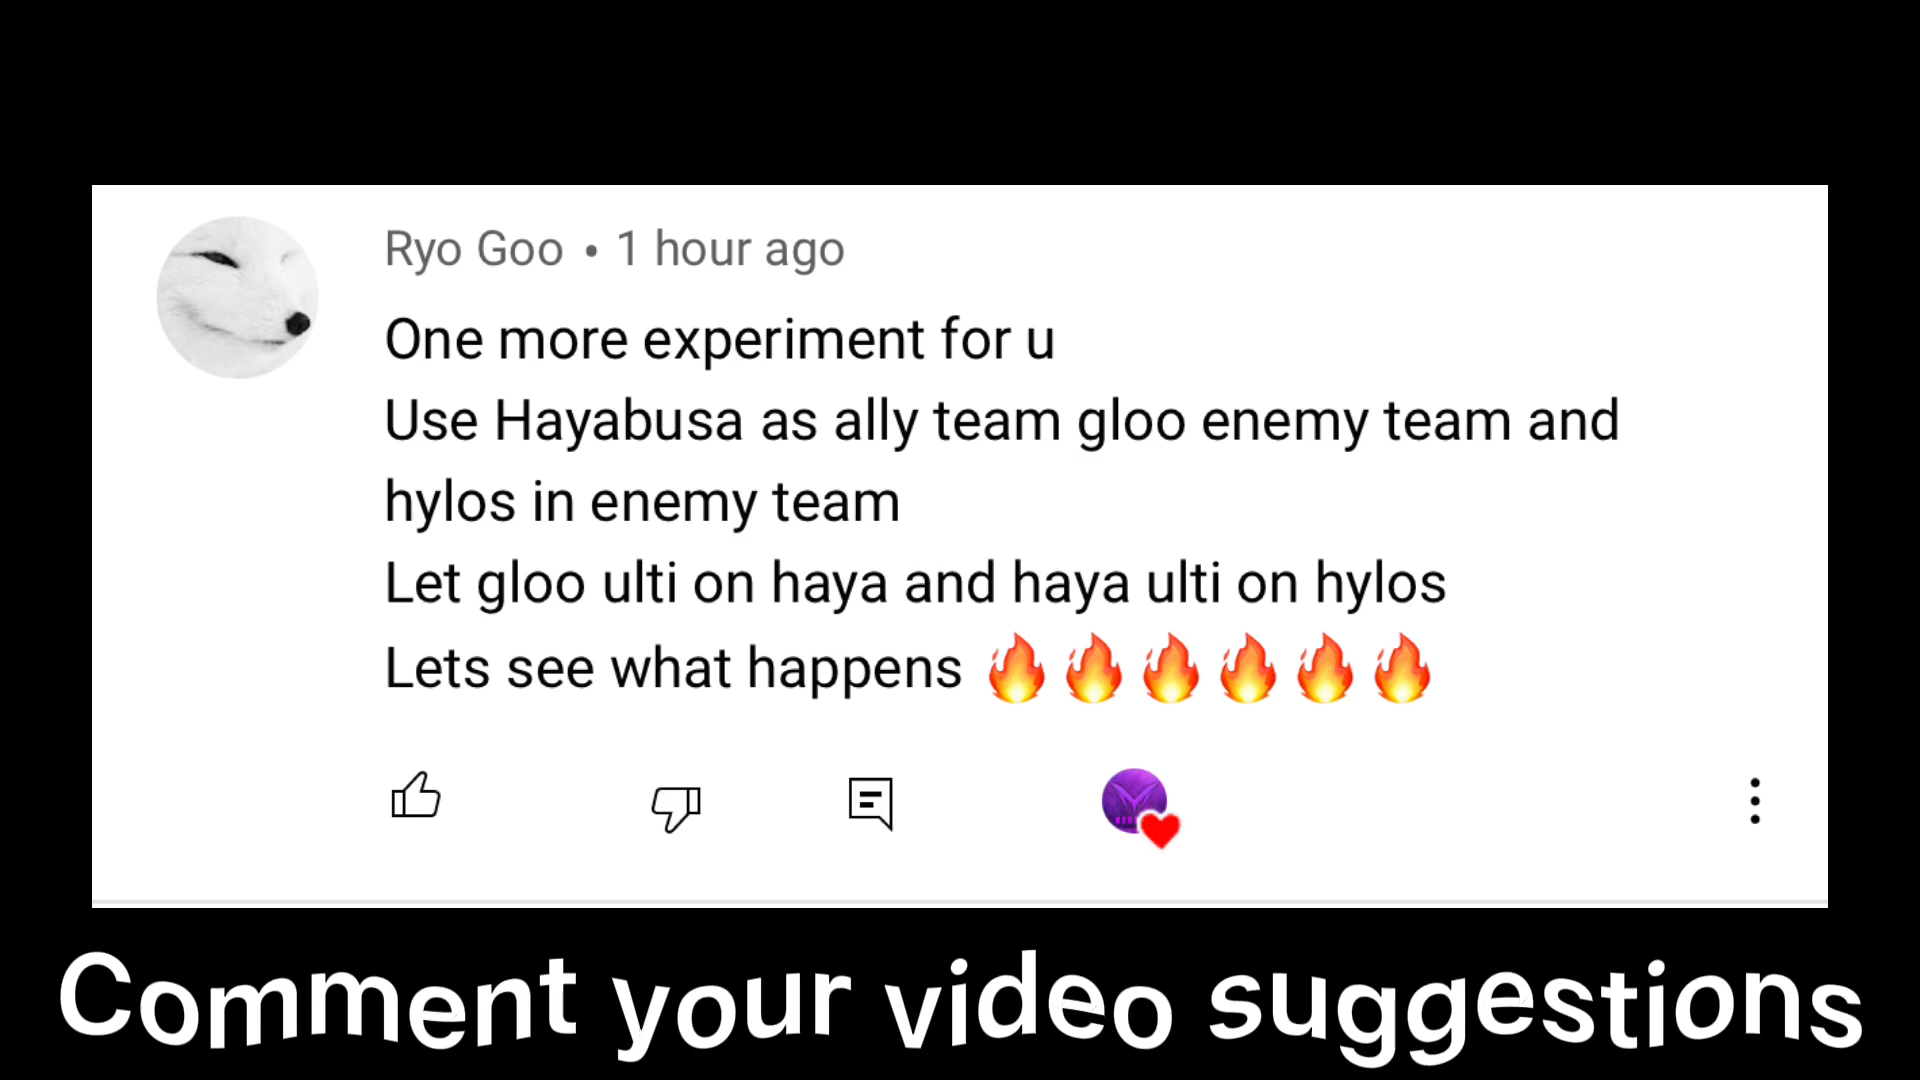 Ryo Goo • 1 hour ago
One more experiment for u
Use Hayabusa as ally team gloo enemy team and
hylos in enemy team
Let gloo ulti on haya and haya ulti on hylos
Lets see what happens 🔥🔥🔥🔥🔥🔥
Comment your video suggestions